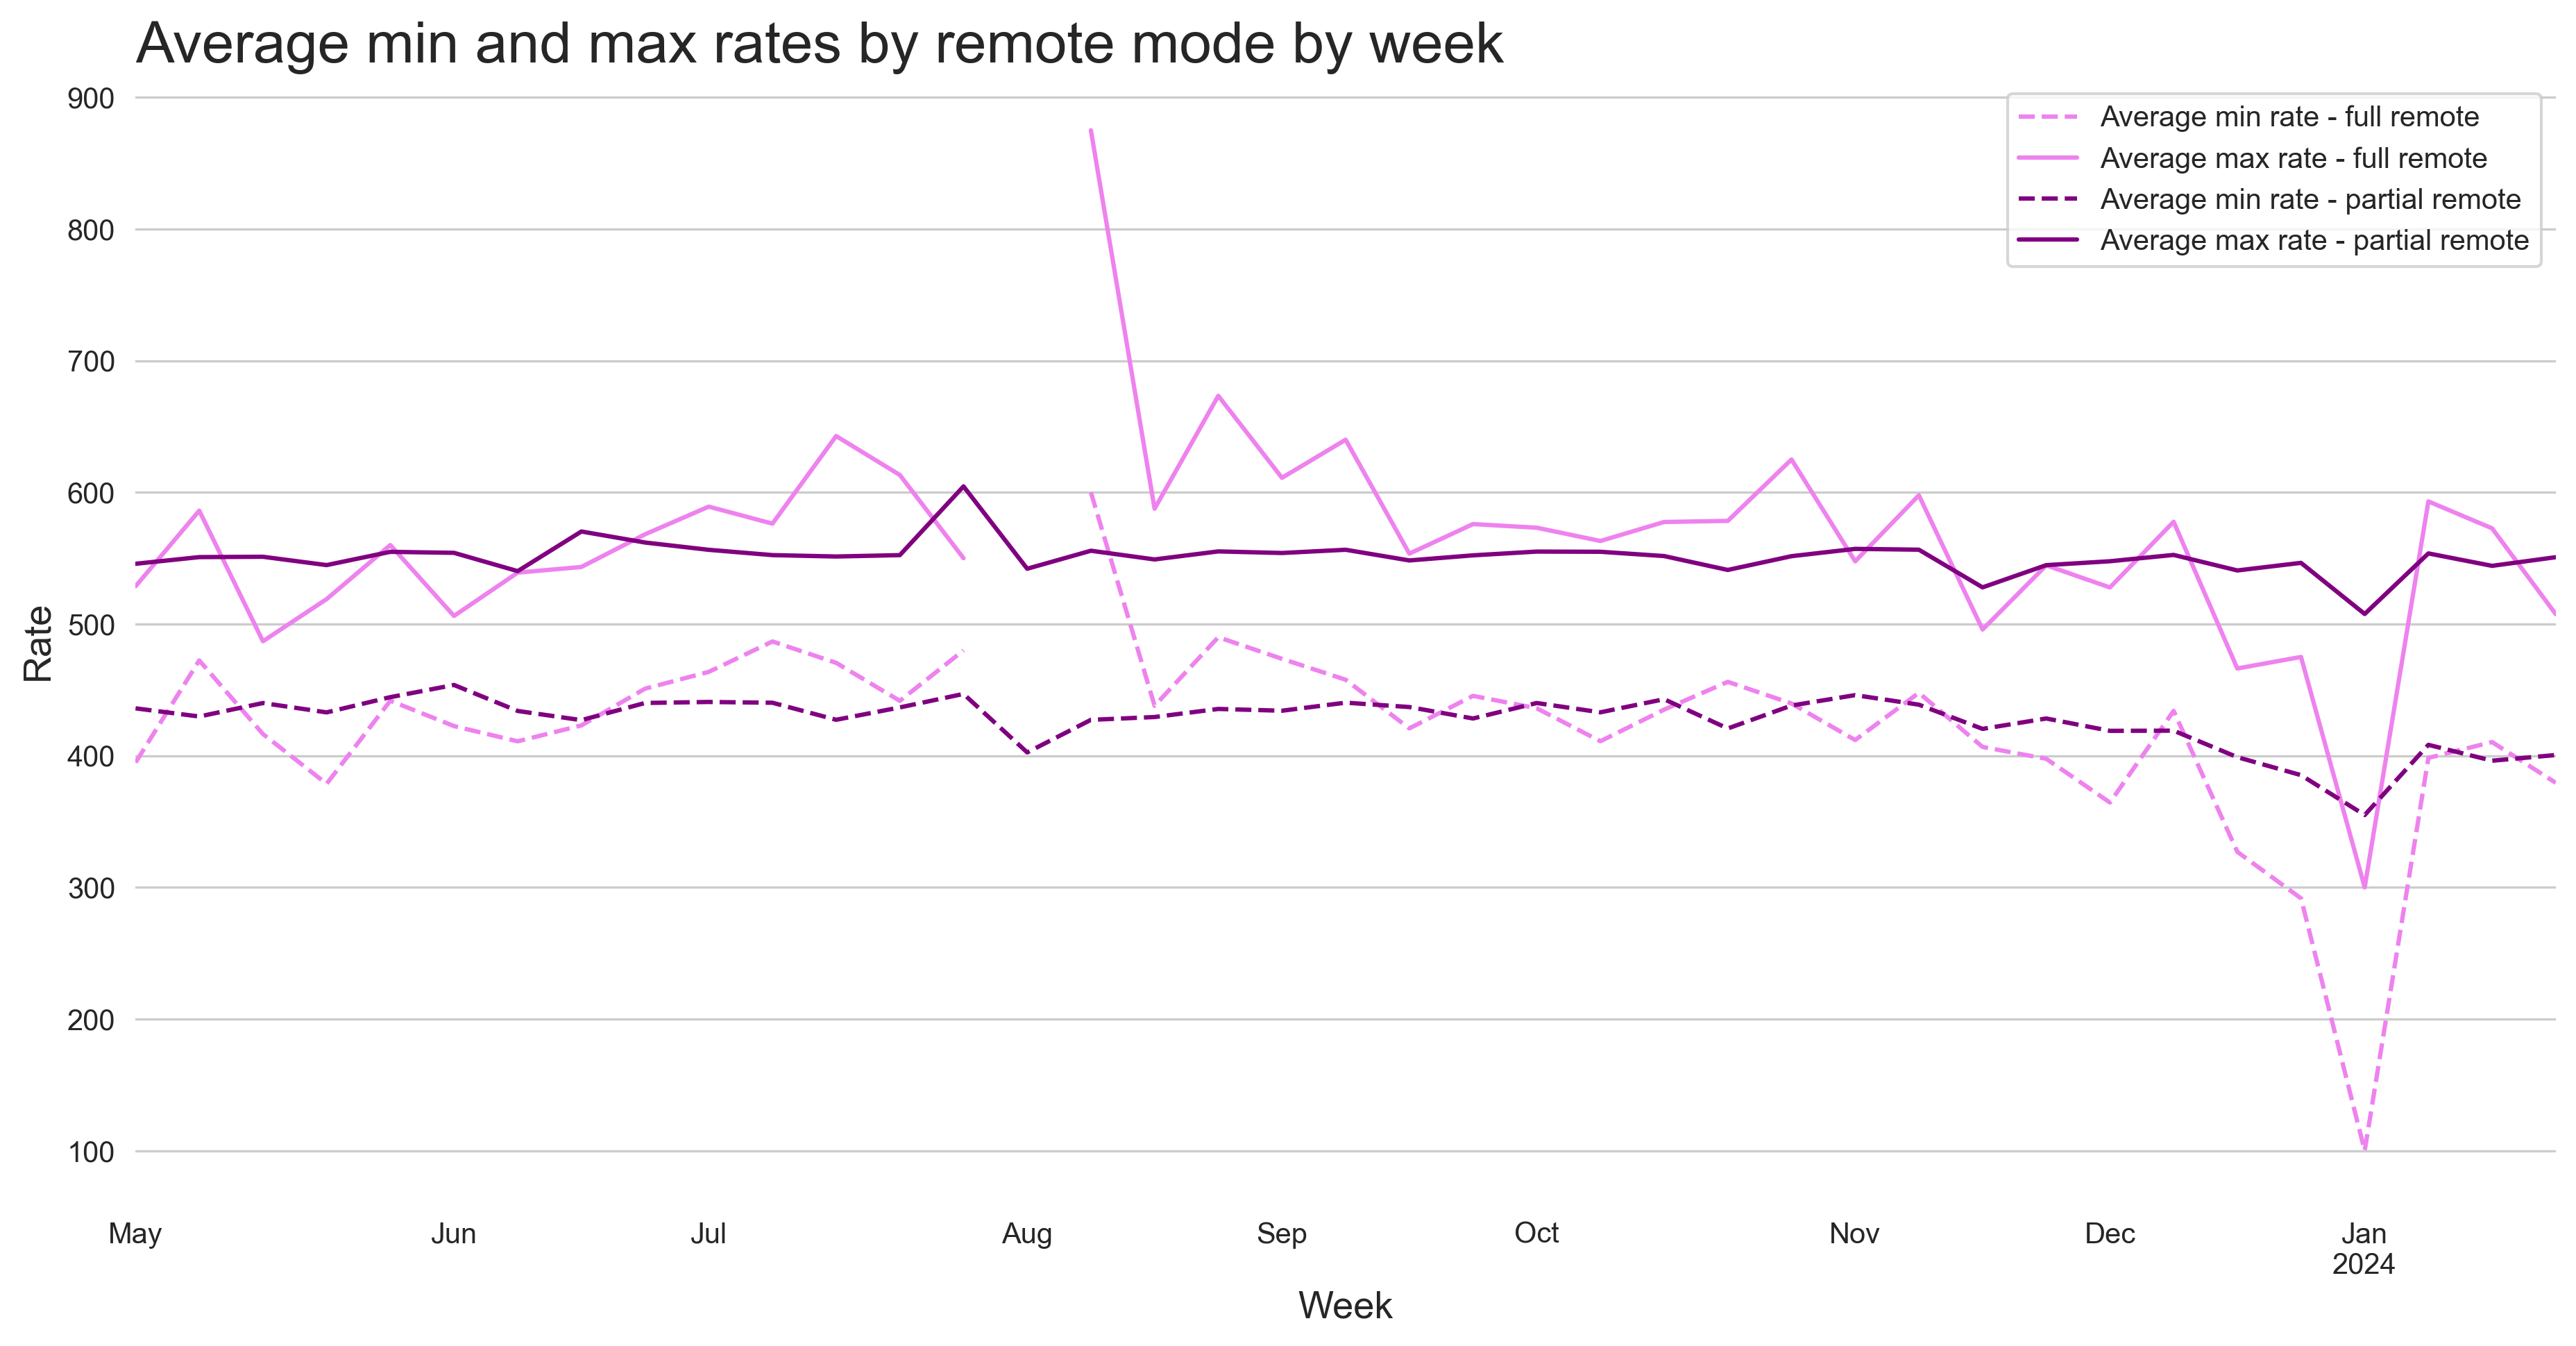 Average min and max rates by remote mode by week
900
800
700
600
500
400
300
200
100
Rate
Average min rate - full remote
Average max rate - full remote
Average min rate - partial remote
Average max rate - partial remote
May Jun Jul Aug Sep Oct Nov Dec Jan
2024
Week